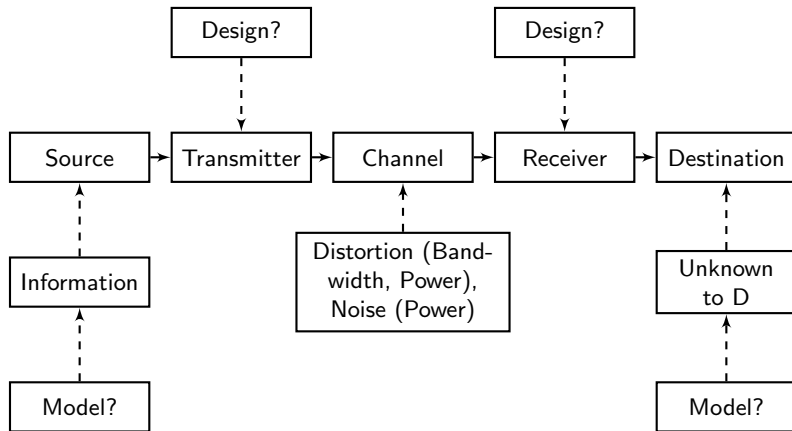 Design?
Design?
Source
Transmitter
Channel
Receiver
Destination
Information
Distortion (Band-
width, Power),
Noise (Power)
Unknown
to D
Model?
Model?